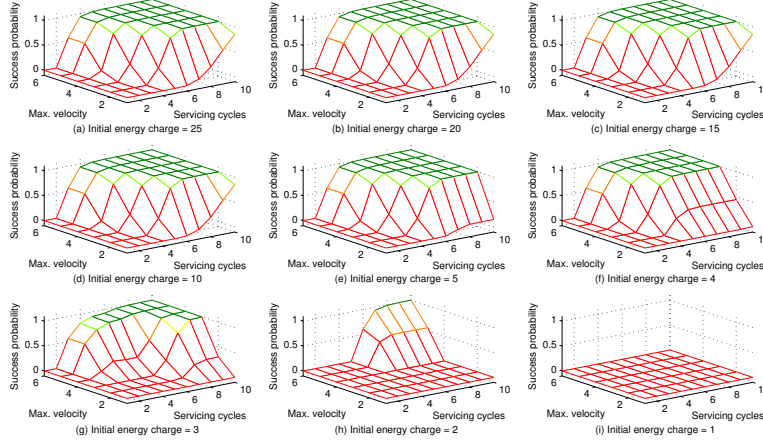 Success probability
1
0.5
0
6
4
2
Max. velocity
2
4
6
8
10
Servicing cycles
(a) Initial energy charge = 25
Success probability
1
0.5
0
6
4
2
Max. velocity
2
4
6
8
10
Servicing cycles
(b) Initial energy charge = 20
Success probability
1
0.5
0
6
4
2
Max. velocity
2
4
6
8
10
Servicing cycles
(c) Initial energy charge = 15
Success probability
1
0.5
0
6
4
2
Max. velocity
2
4
6
8
10
Servicing cycles
(d) Initial energy charge = 10
Success probability
1
0.5
0
6
4
2
Max. velocity
2
4
6
8
10
Servicing cycles
(e) Initial energy charge = 5
Success probability
1
0.5
0
6
4
2
Max. velocity
2
4
6
8
10
Servicing cycles
(f) Initial energy charge = 4
Success probability
1
0.5
0
6
4
2
Max. velocity
2
4
6
8
10
Servicing cycles
(g) Initial energy charge = 3
Success probability
1
0.5
0
6
4
2
Max. velocity
2
4
6
8
10
Servicing cycles
(h) Initial energy charge = 2
Success probability
1
0.5
0
6
4
2
Max. velocity
2
4
6
8
10
Servicing cycles
(i) Initial energy charge = 1